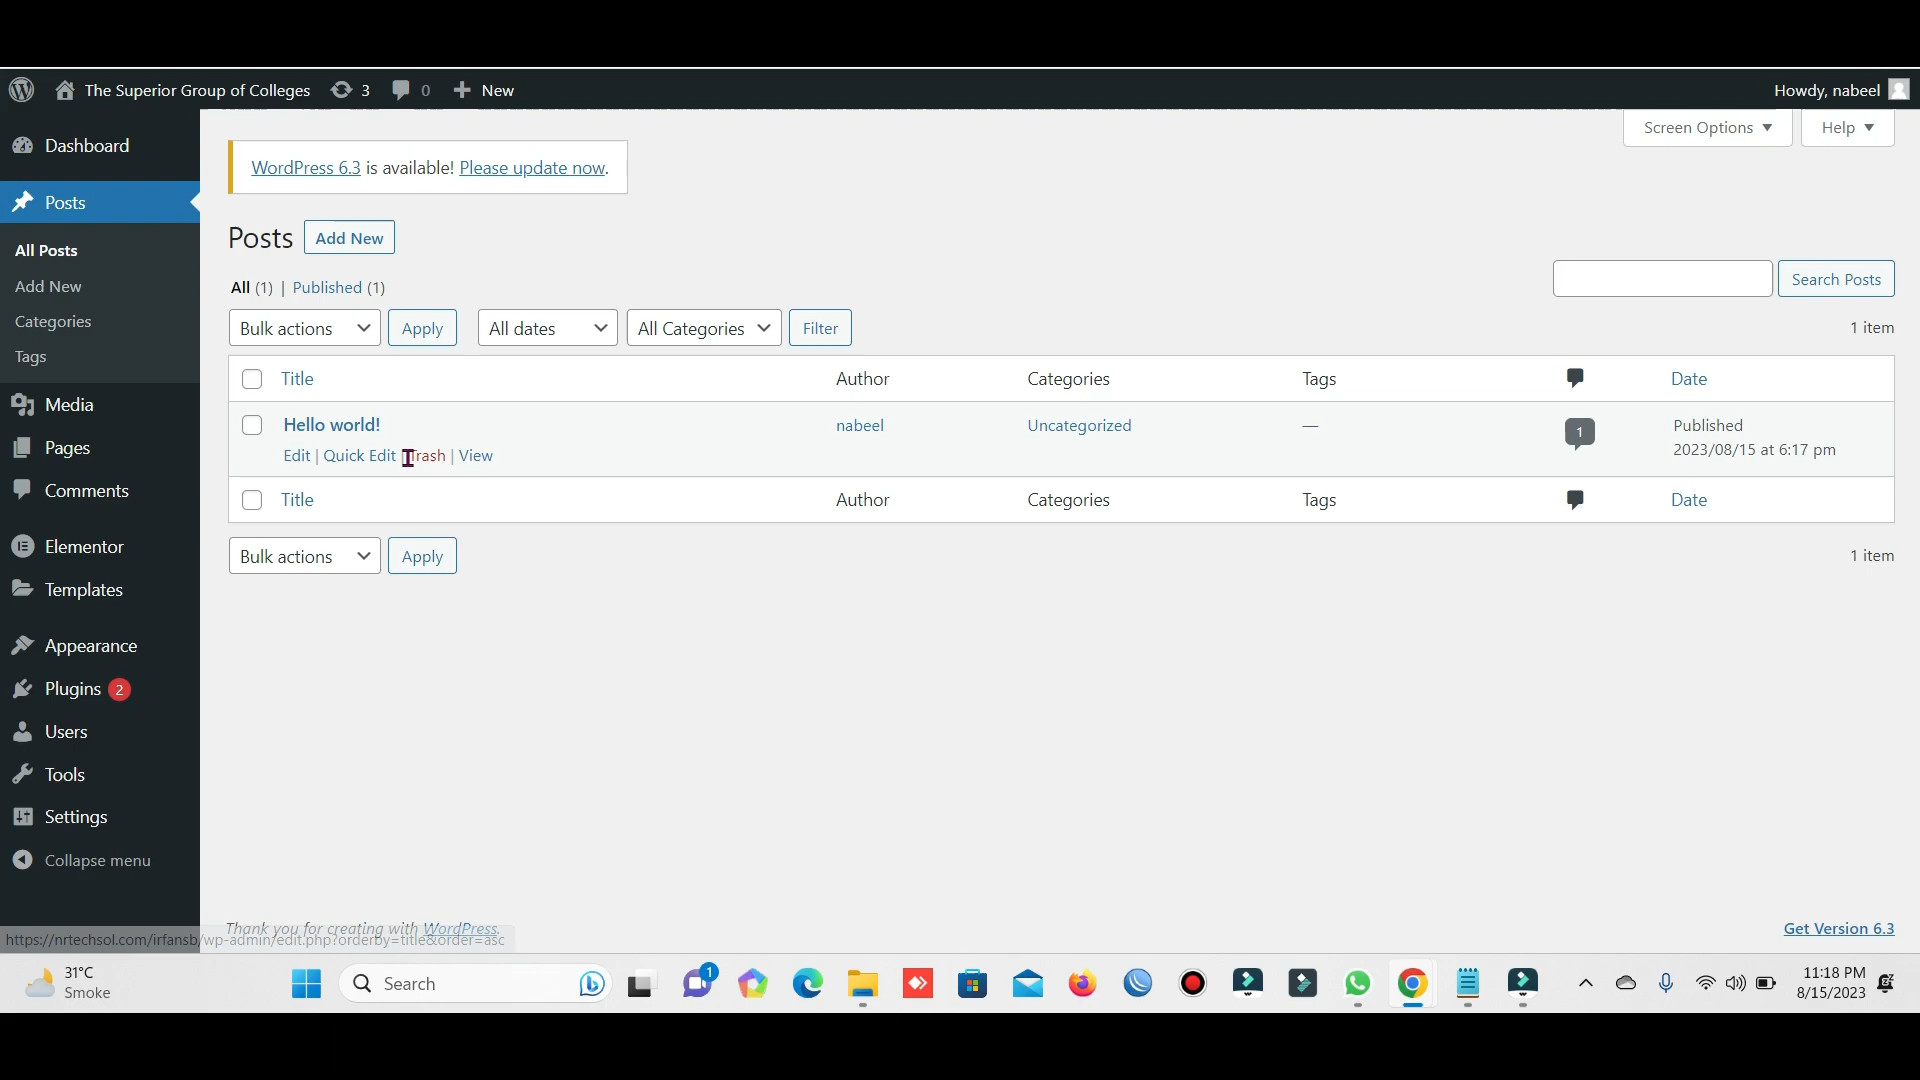 The Superior Group of Colleges 3 0 New Howdy, nabeel
Screen Options Help
Dashboard
WordPress 6.3 is available! Please update now.
Posts
Posts Add New
All Posts
Add New
All (1) | Published (1) Search Posts
Categories
Bulk actions Apply All dates All Categories Filter 1 item
Tags
Title Author Categories Tags Date
Media
Hello world! nabeel Uncategorized — 1 Published
2023/08/15 at 6:17 pm
Pages
Edit | Quick Edit | Trash | View
Comments
Title Author Categories Tags Date
Elementor
Bulk actions Apply 1 item
Templates
Appearance
Plugins 2
Users
Tools
Settings
Collapse menu
Thank you for creating with WordPress. Get Version 6.3
https://nrtechsol.com/irfansb/wp-admin/edit.php?orderby=title&order=asc
31°C
Smoke
Search
1
11:18 PM
8/15/2023